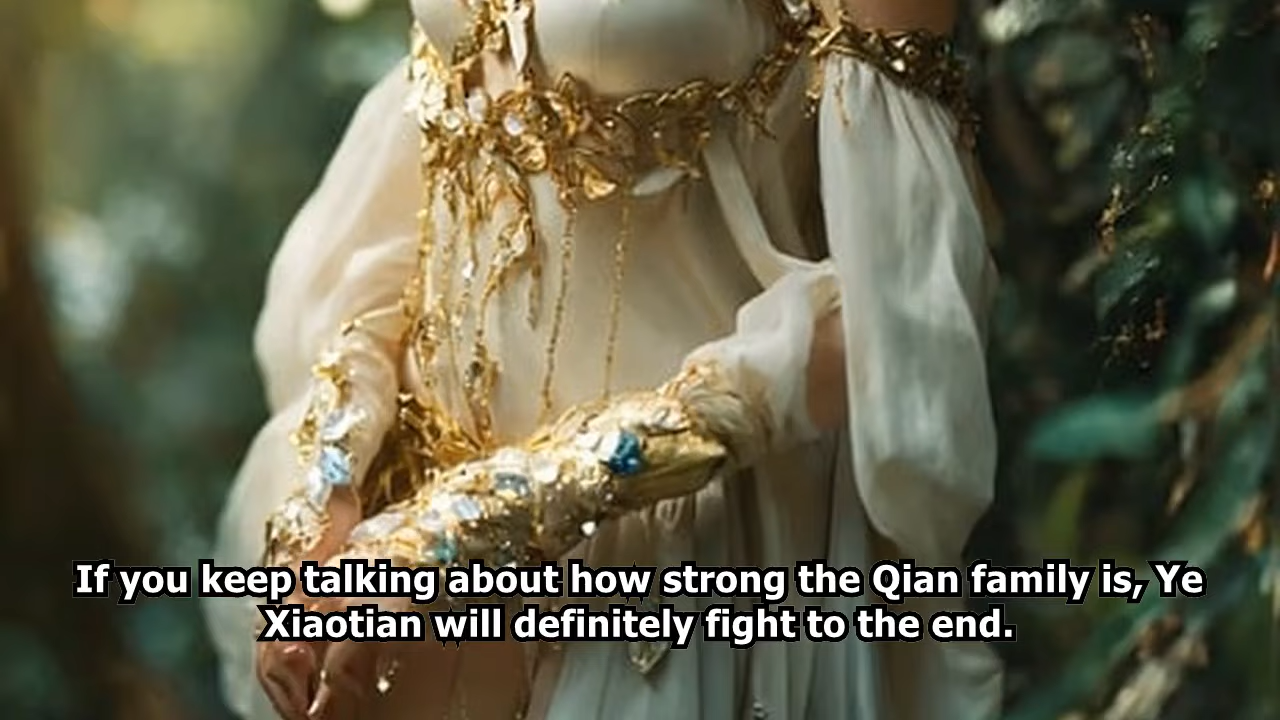 If you keep talking about how strong the Qian family is, Ye
Xiaotian will definitely fight to the end.